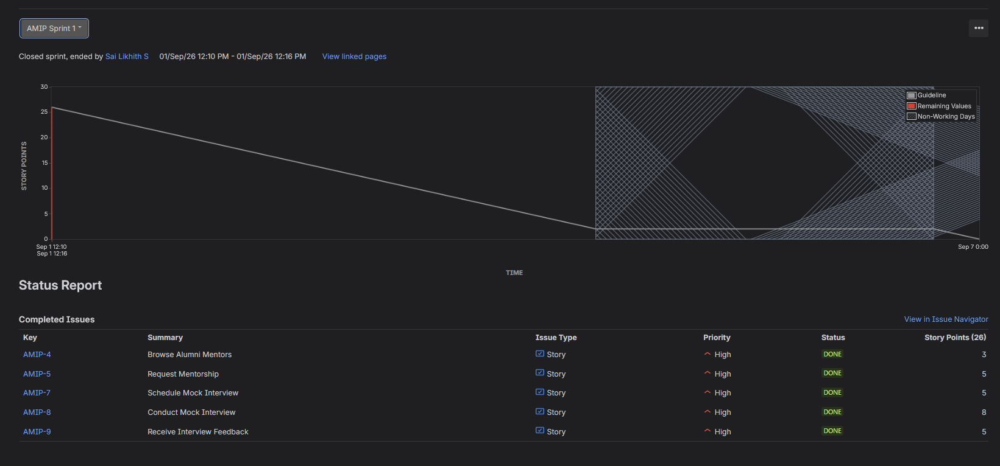 AMIP Sprint 1
•••
Closed sprint, ended by Sai Likhith S 01/Sep/26 12:10 PM - 01/Sep/26 12:16 PM View linked pages
STORY POINTS
30
25
20
15
10
5
0
Guideline
Remaining Values
Non-Working Days
Sep 1 12:10
Sep 1 12:16
Sep 7 0:00
TIME
Status Report
Completed Issues View in Issue Navigator
Key Summary Issue Type Priority Status Story Points (26)
AMIP-4 Browse Alumni Mentors Story High DONE 3
AMIP-5 Request Mentorship Story High DONE 5
AMIP-7 Schedule Mock Interview Story High DONE 5
AMIP-8 Conduct Mock Interview Story High DONE 8
AMIP-9 Receive Interview Feedback Story High DONE 5